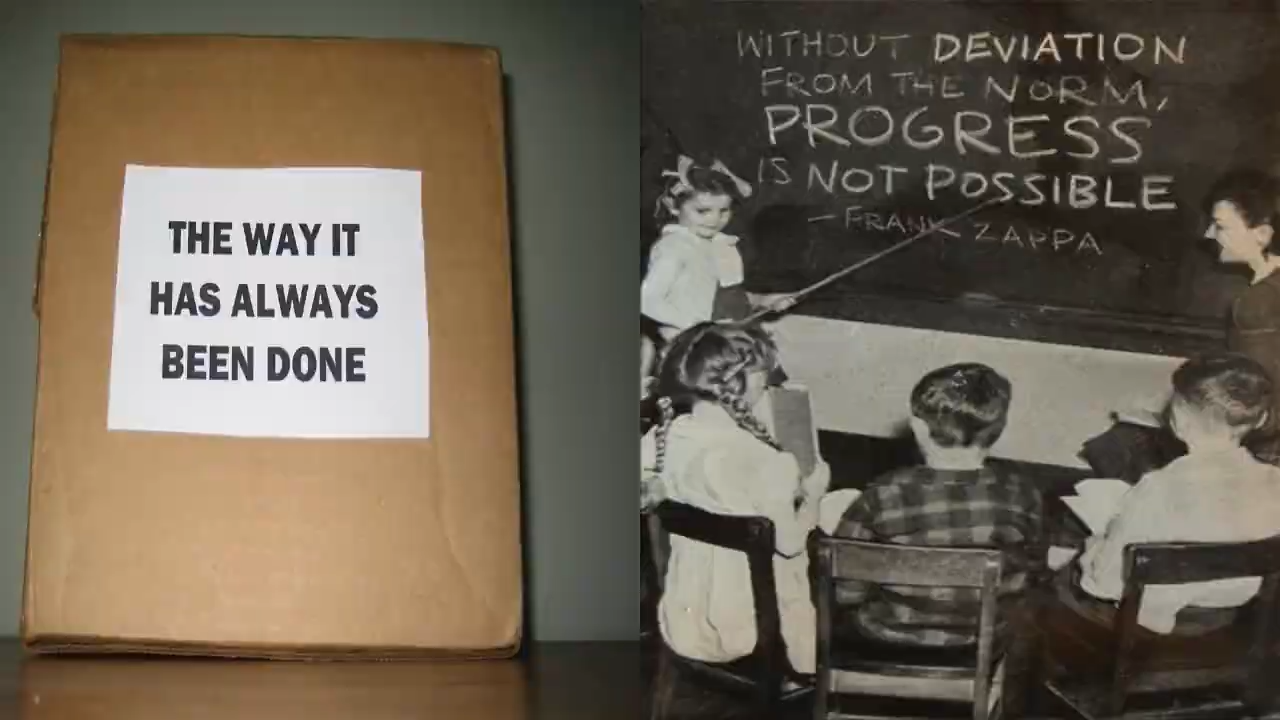 THE WAY IT
HAS ALWAYS
BEEN DONE
WITHOUT DEVIATION
FROM THE NORM,
PROGRESS
IS NOT POSSIBLE
- FRANK ZAPPA